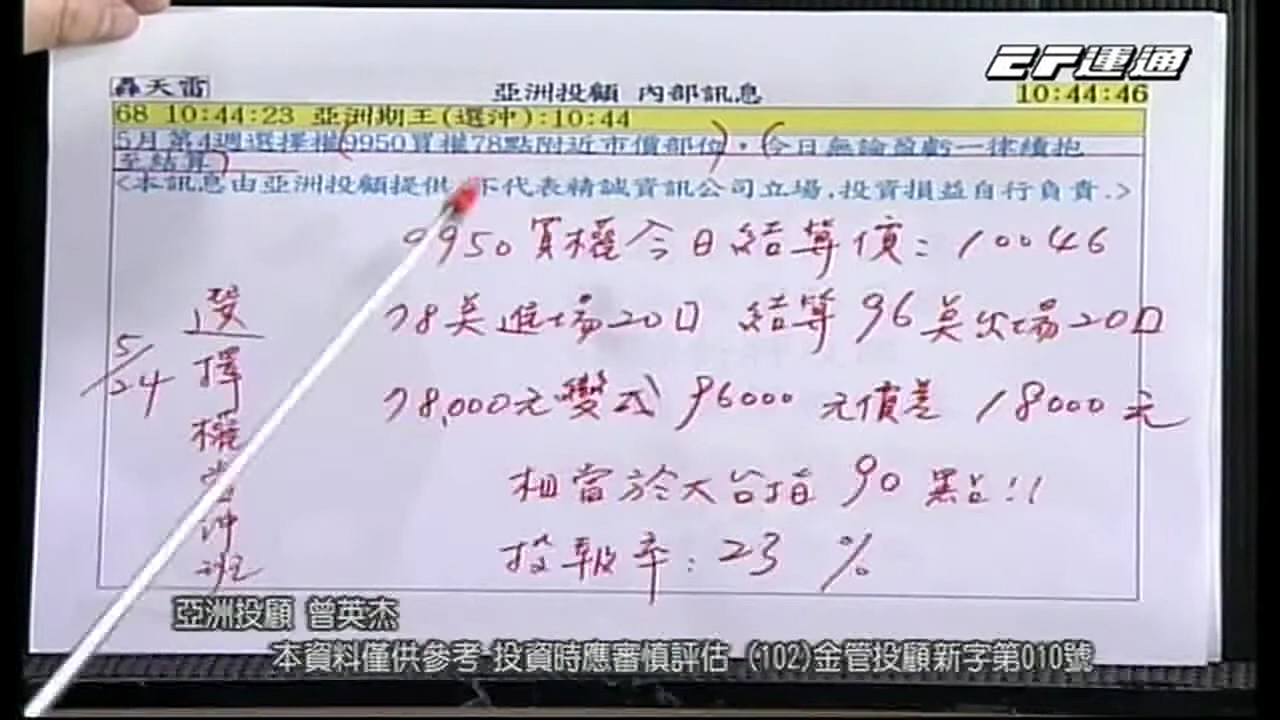 EF運通
轟天雷 亞洲投顧 內部訊息 10:44:46
68 10:44:23 亞洲期王(選沖):10:44
5月第4週選擇權(9950買權78點附近市價部位),(今日無論盈虧一律續抱
至結算)
<本訊息由亞洲投顧提供 不代表精誠資訊公司立場,投資損益自行負責.>
9950買權今日結算價:10046
78點進場20口 結算96點出場20口
78,000元變成96000元價差18000元
相當於大台指90點!!
投報率:23%
5/24
選擇權當沖班
亞洲投顧 曾英杰
本資料僅供參考 投資時應審慎評估 (102)金管投顧新字第010號